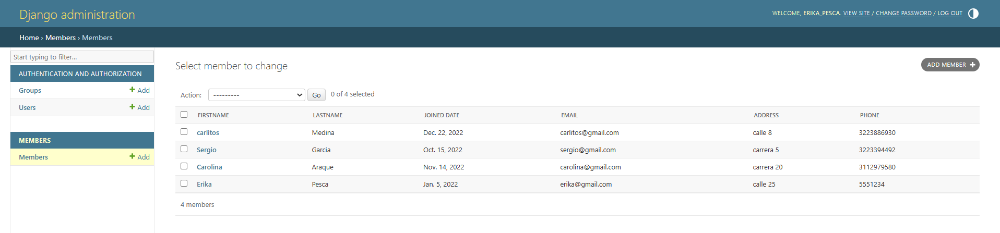 Django administration
WELCOME, ERIKA_PESCA. VIEW SITE / CHANGE PASSWORD / LOG OUT
Home › Members › Members
Start typing to filter...
AUTHENTICATION AND AUTHORIZATION
Groups + Add
Users + Add
MEMBERS
Members + Add
Select member to change
ADD MEMBER +
Action: --------- Go 0 of 4 selected
FIRSTNAME LASTNAME JOINED DATE EMAIL ADDRESS PHONE
carlitos Medina Dec. 22, 2022 carlitos@gmail.com calle 8 3223886930
Sergio Garcia Oct. 15, 2022 sergio@gmail.com carrera 5 3223394492
Carolina Araque Nov. 14, 2022 carolina@gmail.com carrera 20 3112979580
Erika Pesca Jan. 5, 2022 erika@gmail.com calle 25 5551234
4 members